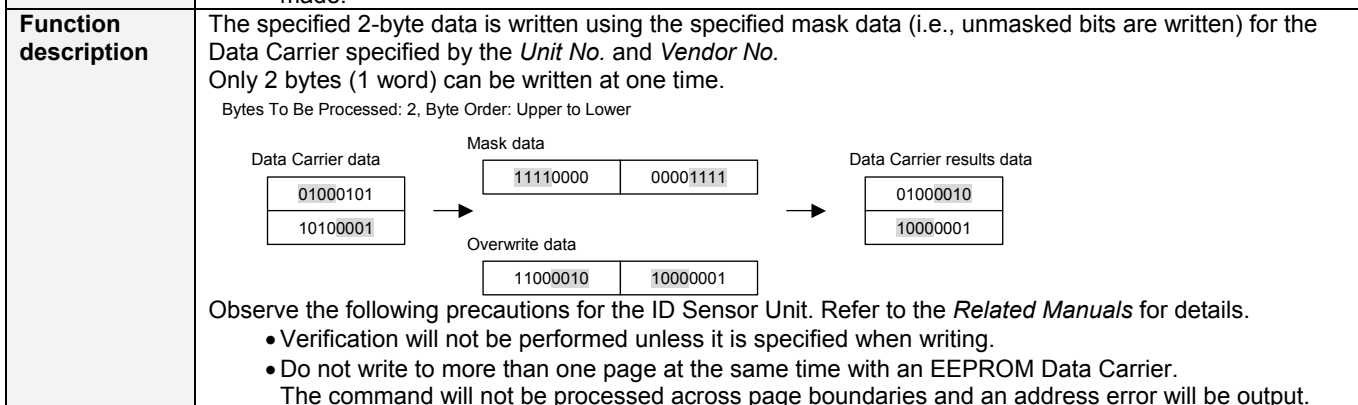 made.
Function description
The specified 2-byte data is written using the specified mask data (i.e., unmasked bits are written) for the
Data Carrier specified by the Unit No. and Vendor No.
Only 2 bytes (1 word) can be written at one time.
Bytes To Be Processed: 2, Byte Order: Upper to Lower
Mask data
Data Carrier data
Data Carrier results data
11110000 00001111
01000101
01000010
10100001
10000001
Overwrite data
11000010 10000001
Observe the following precautions for the ID Sensor Unit. Refer to the Related Manuals for details.
• Verification will not be performed unless it is specified when writing.
• Do not write to more than one page at the same time with an EEPROM Data Carrier.
The command will not be processed across page boundaries and an address error will be output.